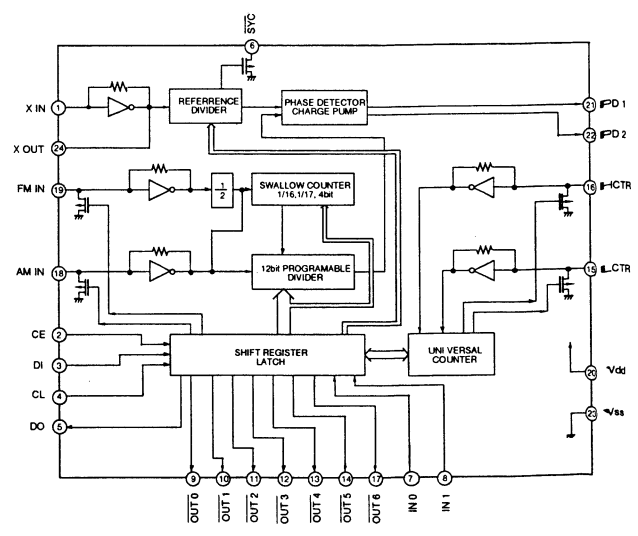 SYC
6
X IN
1
REFERRENCE
DIVIDER
PHASE DETECTOR
CHARGE PUMP
21
PD 1
22
PD 2
X OUT
24
FM IN
19
1
2
SWALLOW COUNTER
1/16,1/17, 4bit
16
HCTR
AM IN
18
12bit PROGRAMABLE
DIVIDER
15
LCTR
CE
2
DI
3
CL
4
DO
5
SHIFT REGISTER
LATCH
UNI VERSAL
COUNTER
20
Vdd
23
Vss
9
10
11
12
13
14
17
7
8
OUT 0
OUT 1
OUT 2
OUT 3
OUT 4
OUT 5
OUT 6
IN 0
IN 1